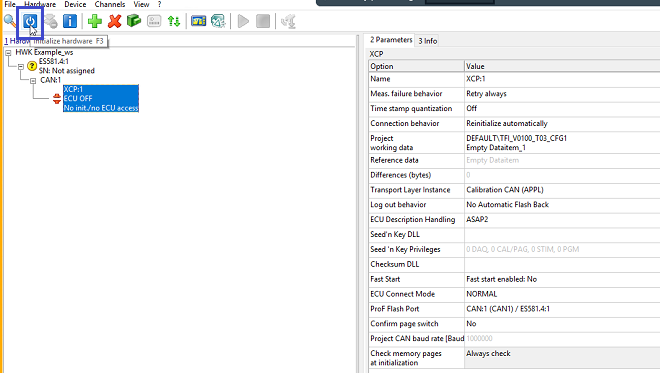 File Hardware Device Channels View ?
Initialize hardware F3
1 Hardw
HWK Example_ws
ES581.4:1
SN: Not assigned
CAN:1
XCP:1
ECU OFF
No init./no ECU access
2 Parameters 3 Info
XCP
Option Value
Name XCP:1
Meas. failure behavior Retry always
Time stamp quantization Off
Connection behavior Reinitialize automatically
Project DEFAULT\TFI_V0100_T03_CFG1
working data Empty Dataitem_1
Reference data Empty Dataitem
Differences (bytes) 0
Transport Layer Instance Calibration CAN (APPL)
Log out behavior No Automatic Flash Back
ECU Description Handling ASAP2
Seed'n Key DLL
Seed 'n Key Privileges 0 DAQ, 0 CAL/PAG, 0 STIM, 0 PGM
Checksum DLL
Fast Start Fast start enabled: No
ECU Connect Mode NORMAL
ProF Flash Port CAN:1 (CAN1) / ES581.4:1
Confirm page switch No
Project CAN baud rate [Baud 1000000
Check memory pages Always check
at initialization